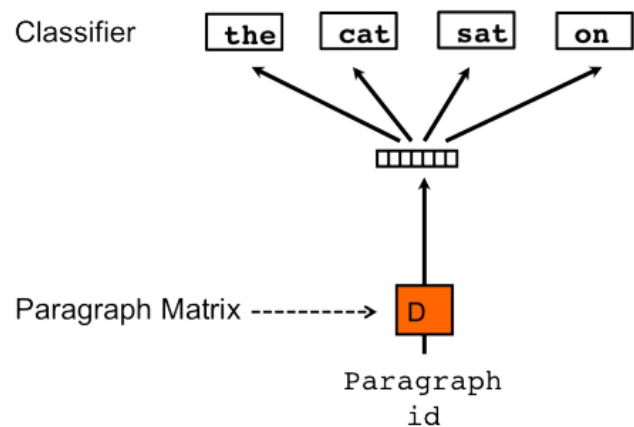 Classifier the cat sat on
Paragraph Matrix D
Paragraph
id